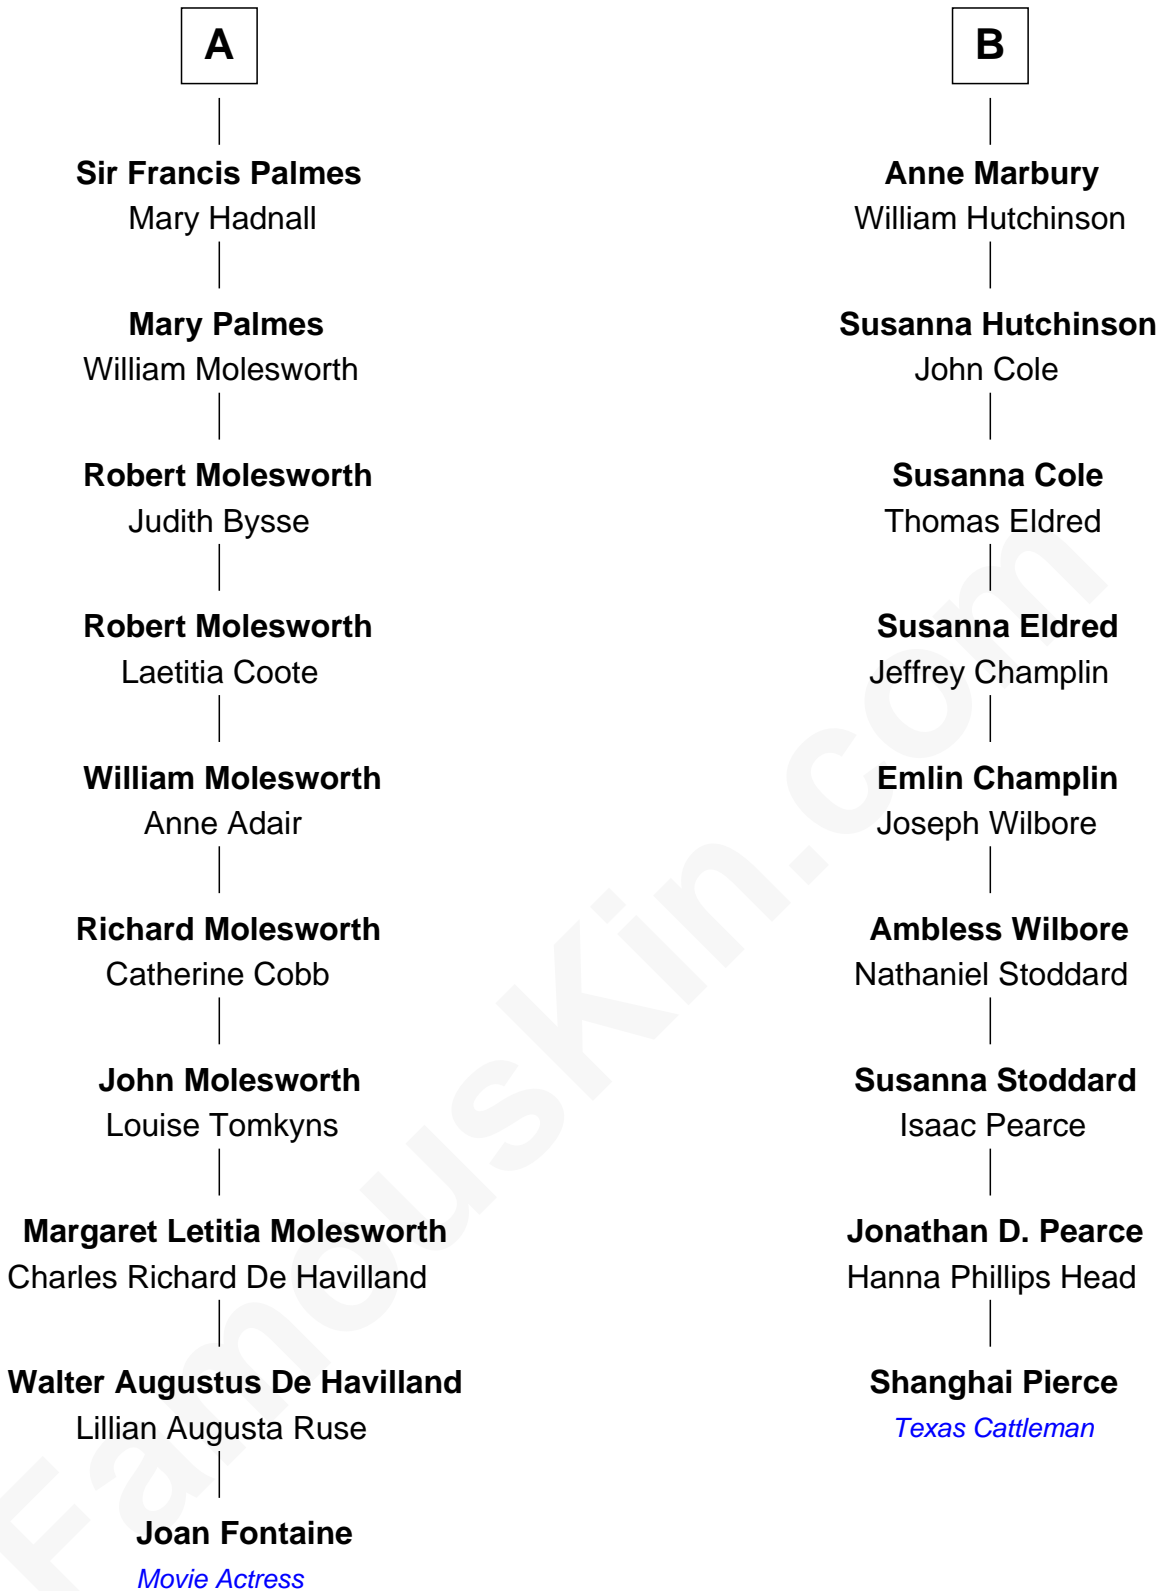 A
Sir Francis Palmes
Mary Hadnall
Mary Palmes
William Molesworth
Robert Molesworth
Judith Bysse
Robert Molesworth
Laetitia Coote
William Molesworth
Anne Adair
Richard Molesworth
Catherine Cobb
John Molesworth
Louise Tomkyns
Margaret Letitia Molesworth
Charles Richard De Havilland
Walter Augustus De Havilland
Lillian Augusta Ruse
Joan Fontaine
Movie Actress
B
Anne Marbury
William Hutchinson
Susanna Hutchinson
John Cole
Susanna Cole
Thomas Eldred
Susanna Eldred
Jeffrey Champlin
Emlin Champlin
Joseph Wilbore
Ambless Wilbore
Nathaniel Stoddard
Susanna Stoddard
Isaac Pearce
Jonathan D. Pearce
Hanna Phillips Head
Shanghai Pierce
Texas Cattleman
FamousKin.com